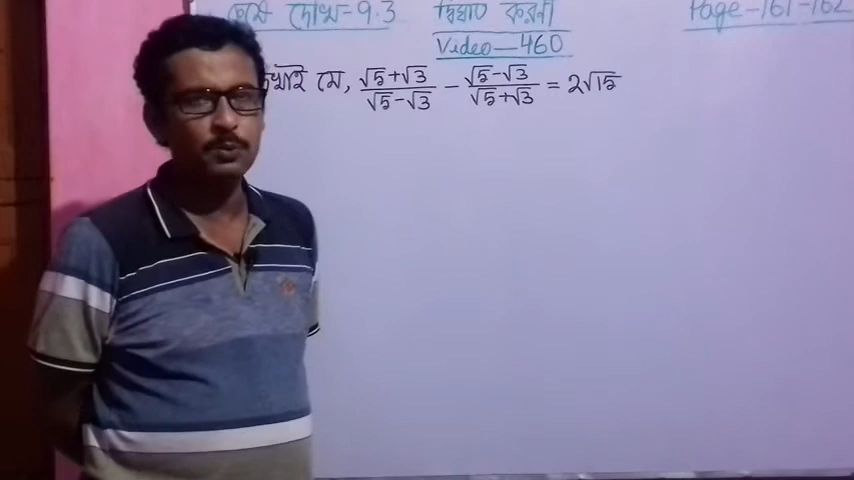 কষে দেখি-9.3 দ্বিঘাত করণী Page-161-162
Video-460
যে, (√5+√3)/(√5-√3) - (√5-√3)/(√5+√3) = 2√15